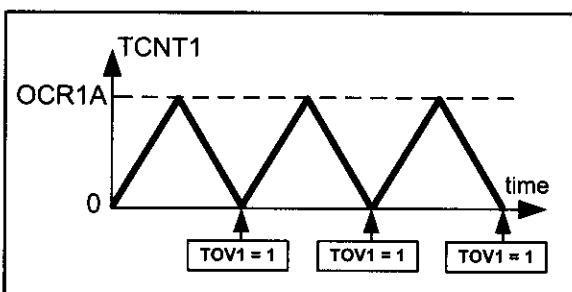 TCNT1
OCR1A
time
0
TOV1 = 1 TOV1 = 1 TOV1 = 1